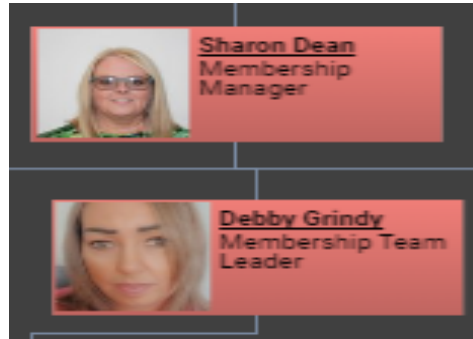 Sharon Dean
Membership
Manager
Debby Grindy
Membership Team
Leader